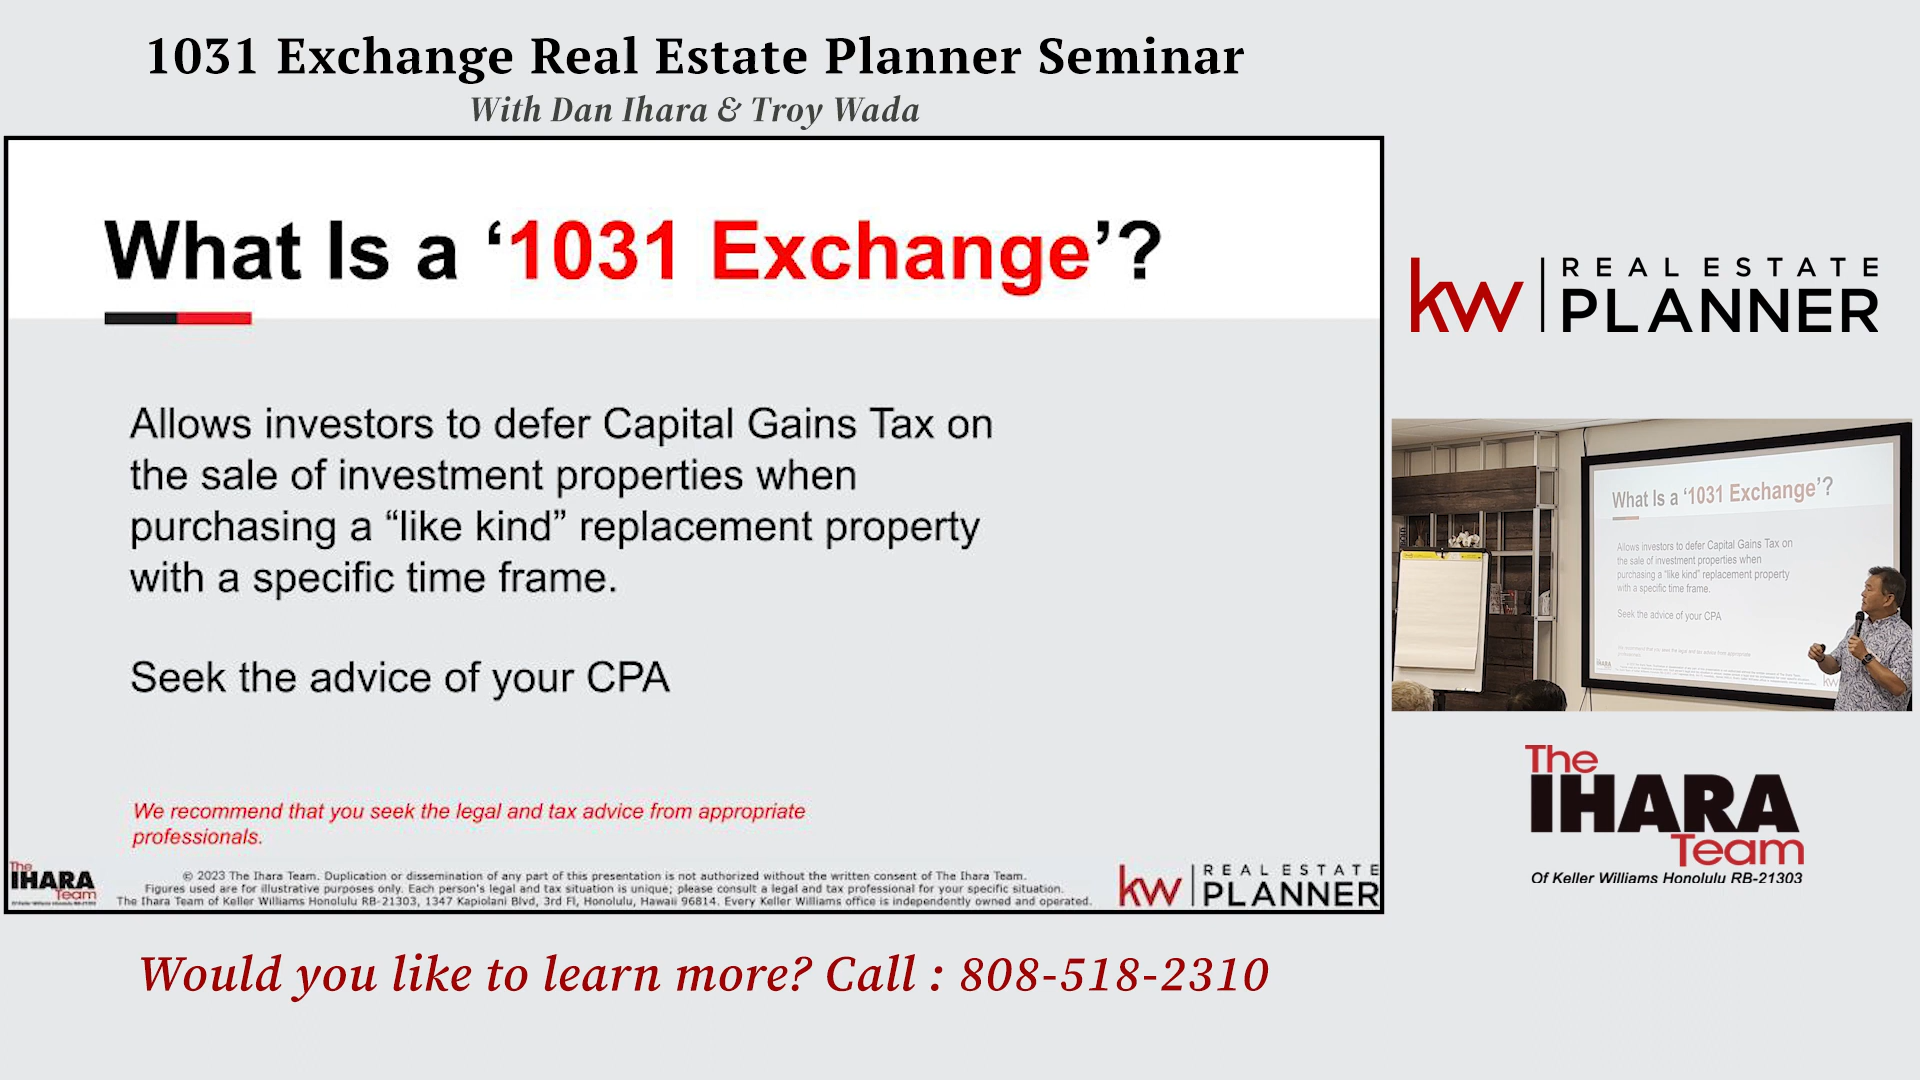 1031 Exchange Real Estate Planner Seminar
With Dan Ihara & Troy Wada
What Is a ‘1031 Exchange’?
Allows investors to defer Capital Gains Tax on
the sale of investment properties when
purchasing a “like kind” replacement property
with a specific time frame.
Seek the advice of your CPA
We recommend that you seek the legal and tax advice from appropriate
professionals.
The
IHARA
Team
© 2023 The Ihara Team. Duplication or dissemination of any part of this presentation is not authorized without the written consent of The Ihara Team.
Figures used are for illustrative purposes only. Each person's legal and tax situation is unique; please consult a legal and tax professional for your specific situation.
The Ihara Team of Keller Williams Honolulu RB-21303, 1347 Kapiolani Blvd, 3rd Fl, Honolulu, Hawaii 96814. Every Keller Williams office is independently owned and operated.
kw REAL ESTATE
PLANNER
Would you like to learn more? Call : 808-518-2310
kw REAL ESTATE
PLANNER
What Is a ‘1031 Exchange’?
Allows investors to defer Capital Gains Tax on
the sale of investment properties when
purchasing a “like kind” replacement property
with a specific time frame.
Seek the advice of your CPA
kw
The
IHARA
Team
Of Keller Williams Honolulu RB-21303